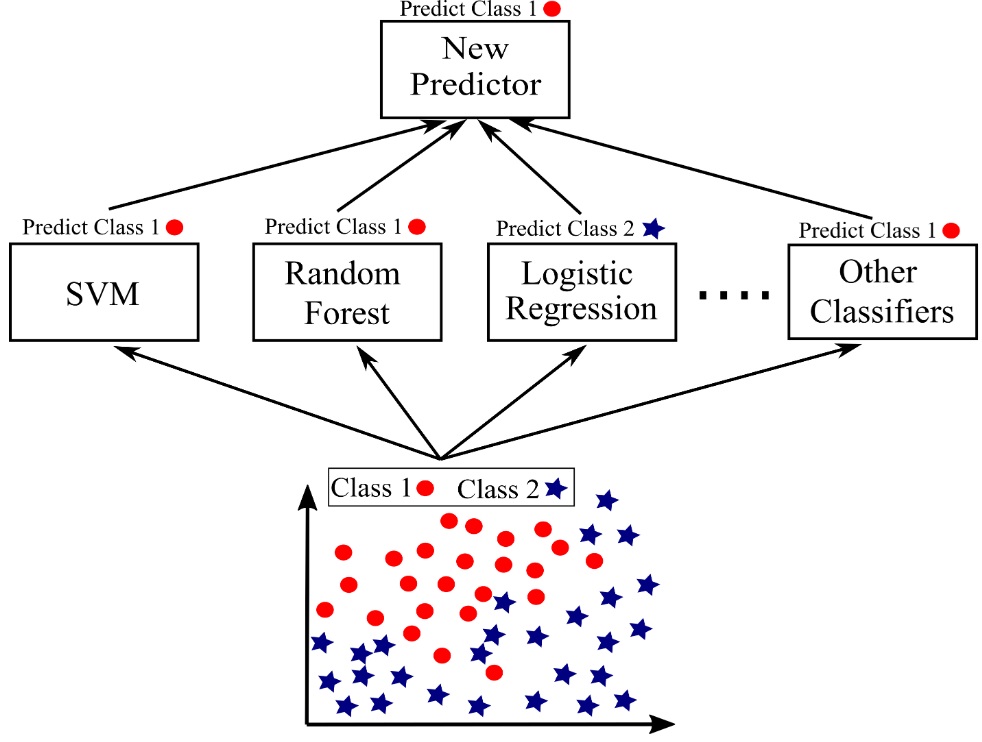 Predict Class 1
New
Predictor
Predict Class 1
Predict Class 1
Predict Class 2
Predict Class 1
SVM
Random
Forest
Logistic
Regression
Other
Classifiers
Class 1 Class 2